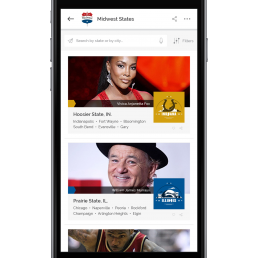 Midwest States
Search by state or by city
Filters
Vivica Anjanetta Fox
Hoosier State, IN.
Indianapolis • Fort Wayne • Bloomington
South Bend • Evansville • Gary
William James Murray
ILLINOIS
Prairie State, IL.
Chicago • Naperville • Peoria • Rockford
Champaign • Arlington Heights • Elgin